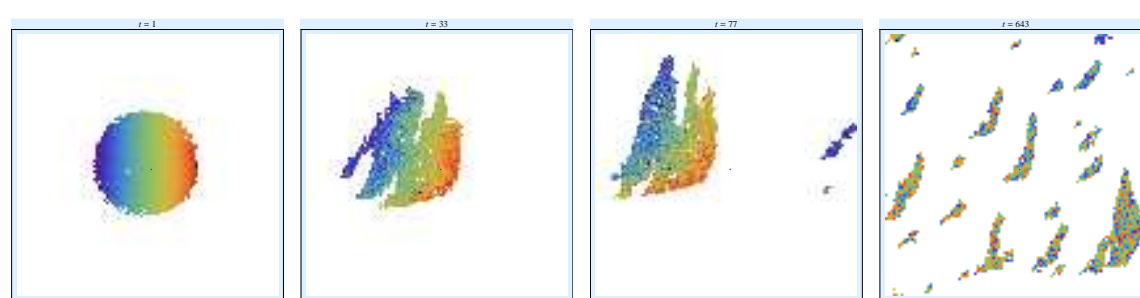 t = 1
t = 33
t = 77
t = 643